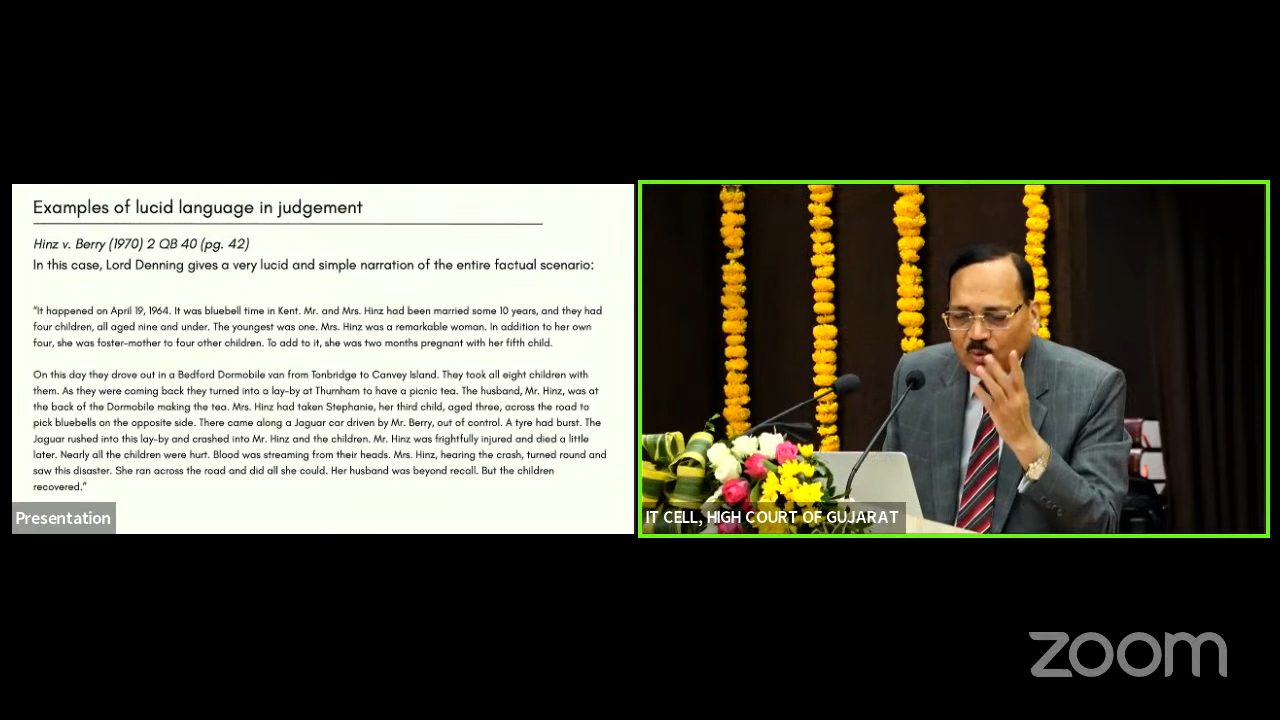 Examples of lucid language in judgement
Hinz v. Berry (1970) 2 QB 40 (pg. 42)
In this case, Lord Denning gives a very lucid and simple narration of the entire factual scenario:
"It happened on April 19, 1964. It was bluebell time in Kent. Mr. and Mrs. Hinz had been married some 10 years, and they had
four children, all aged nine and under. The youngest was one. Mrs. Hinz was a remarkable woman. In addition to her own
four, she was foster-mother to four other children. To add to it, she was two months pregnant with her fifth child.
On this day they drove out in a Bedford Dormobile van from Tonbridge to Canvey Island. They took all eight children with
them. As they were coming back they turned into a lay-by at Thurnham to have a picnic tea. The husband, Mr. Hinz, was at
the back of the Dormobile making the tea. Mrs. Hinz had taken Stephanie, her third child, aged three, across the road to
pick bluebells on the opposite side. There came along a Jaguar car driven by Mr. Berry, out of control. A tyre had burst. The
Jaguar rushed into this lay-by and crashed into Mr. Hinz and the children. Mr. Hinz was frightfully injured and died a little
later. Nearly all the children were hurt. Blood was streaming from their heads. Mrs. Hinz, hearing the crash, turned round and
saw this disaster. She ran across the road and did all she could. Her husband was beyond recall. But the children
recovered."
Presentation
IT CELL, HIGH COURT OF GUJARAT
zoom